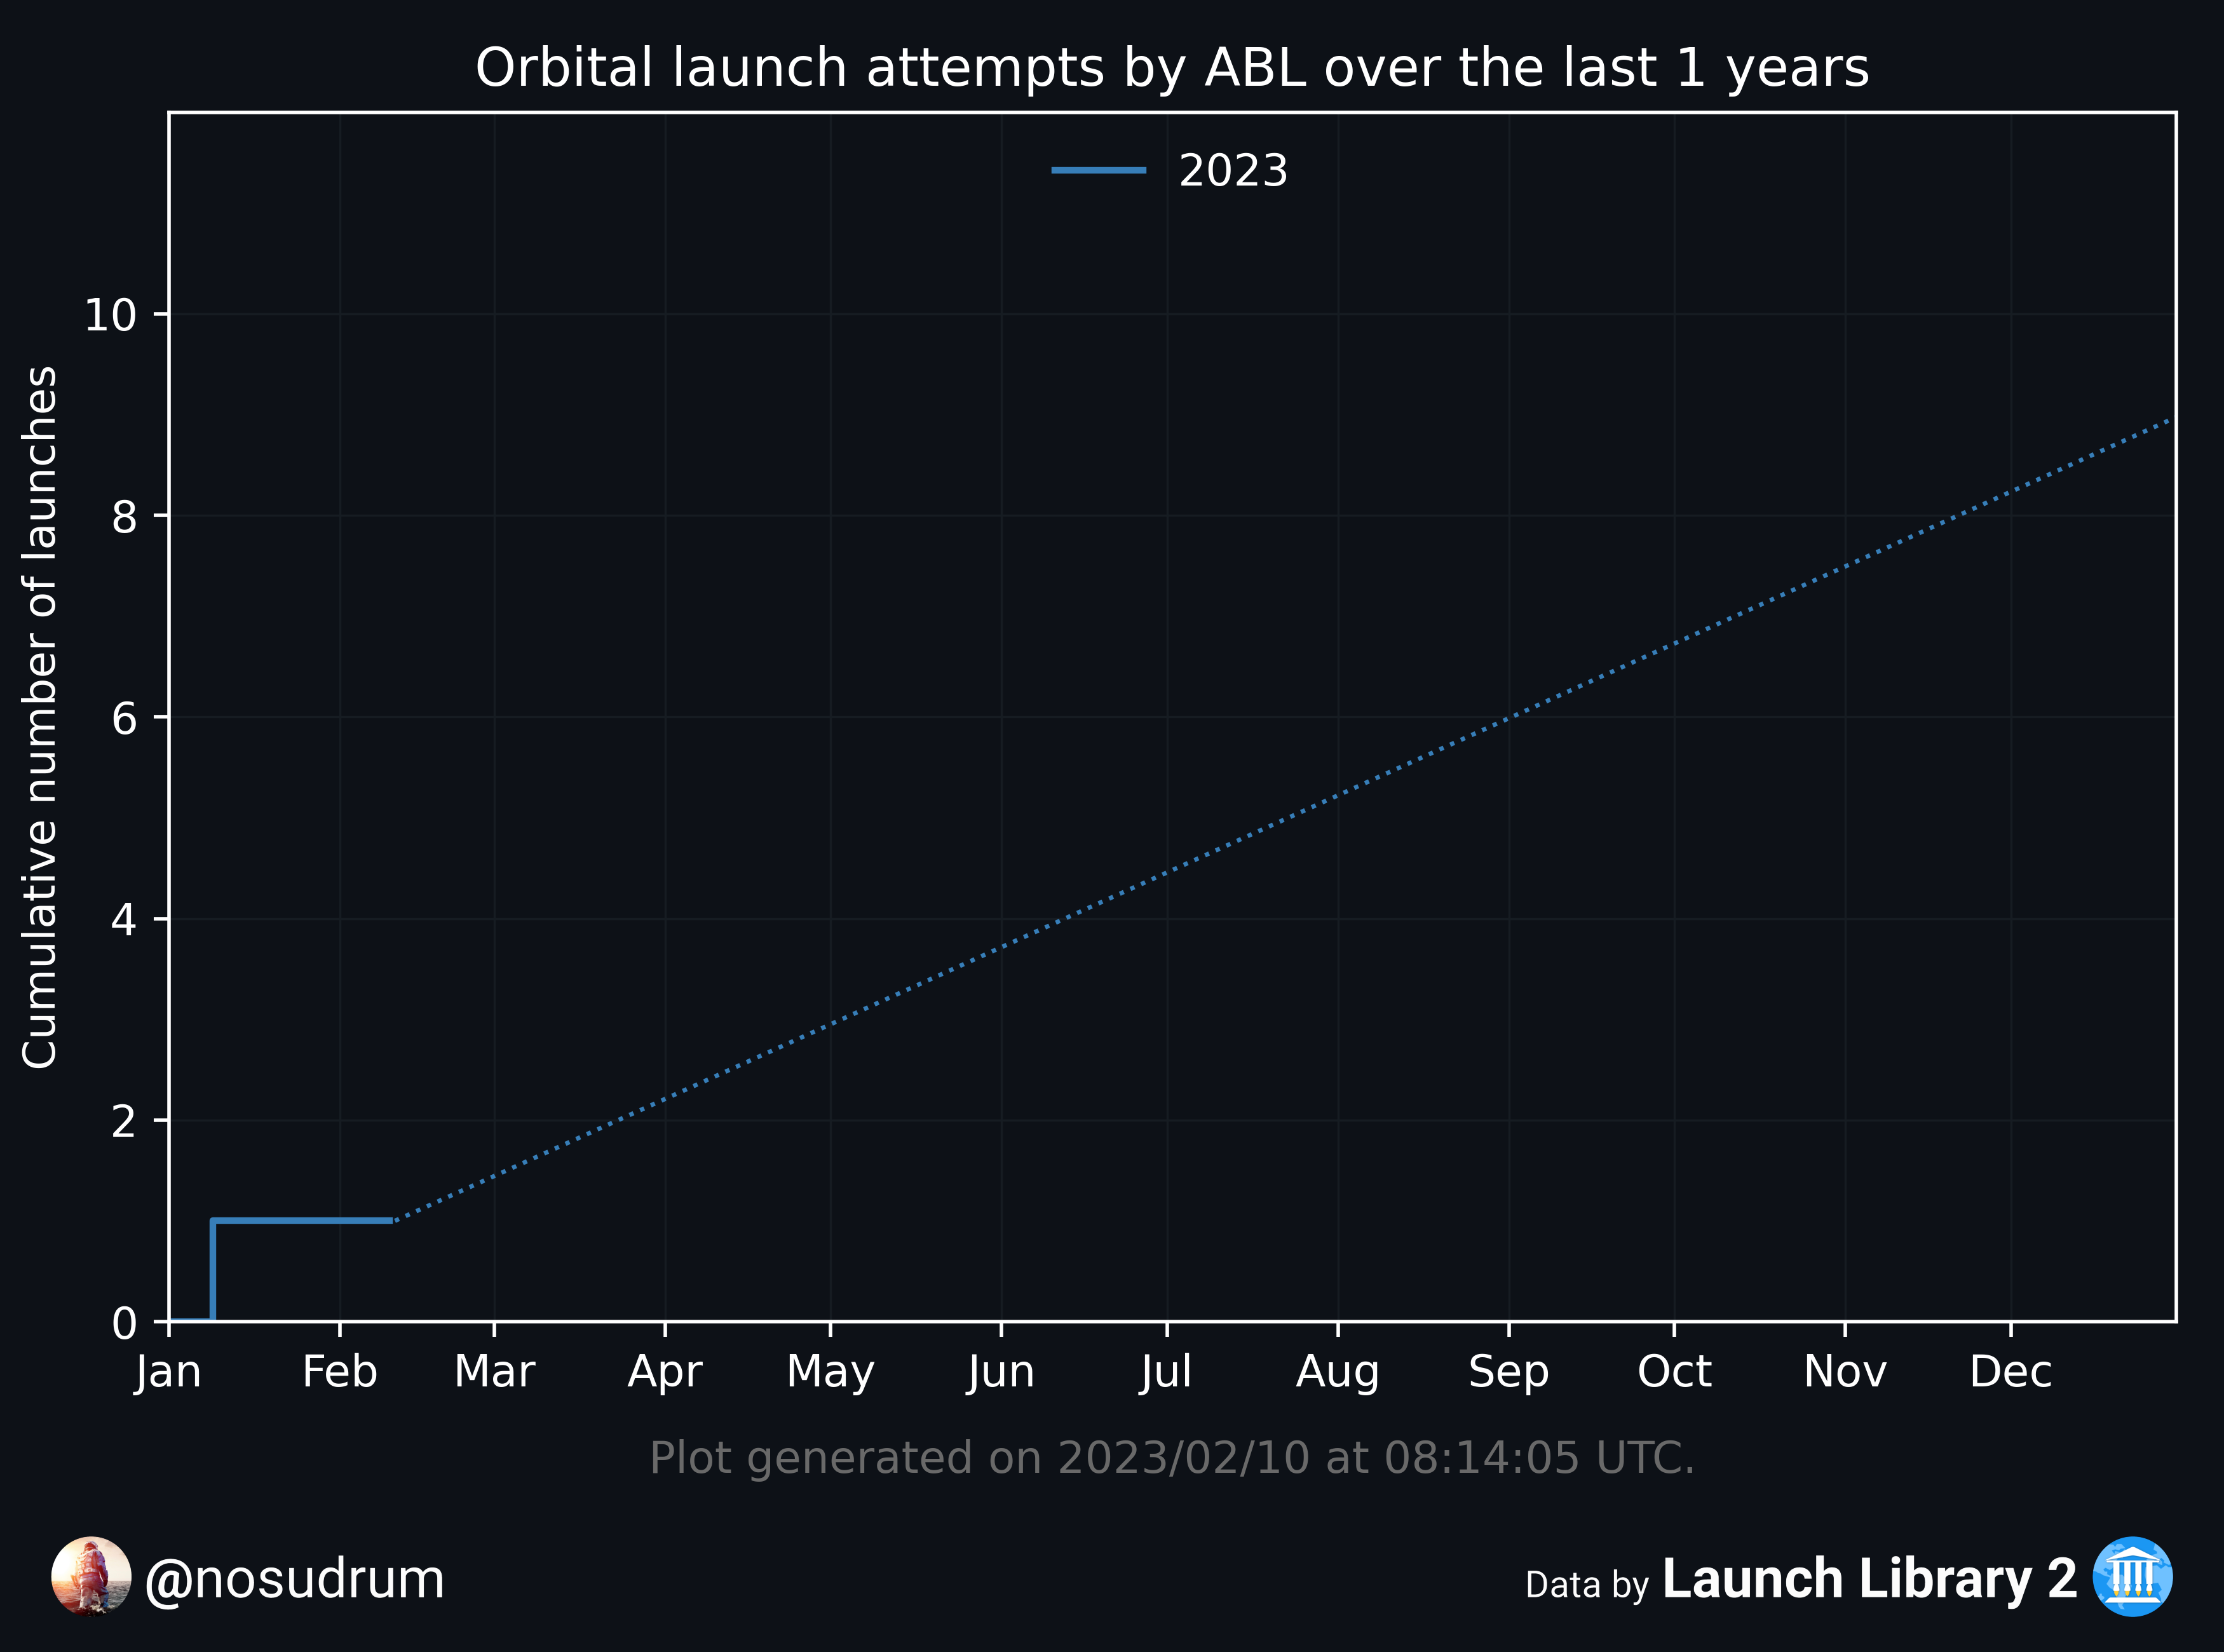 Orbital launch attempts by ABL over the last 1 years
2023
Cumulative number of launches
10
8
6
4
2
0
Jan Feb Mar Apr May Jun Jul Aug Sep Oct Nov Dec
Plot generated on 2023/02/10 at 08:14:05 UTC.
@nosudrum
Data by Launch Library 2